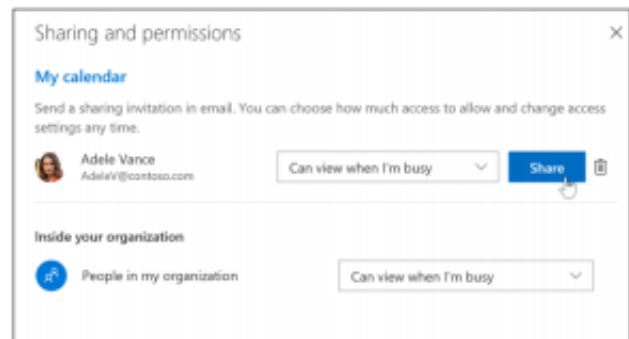 Sharing and permissions
My calendar
Send a sharing invitation in email. You can choose how much access to allow and change access
settings any time.
Adele Vance
Can view when I'm busy
Share
AdeleV@contoso.com
Inside your organization
People in my organization
Can view when I'm busy